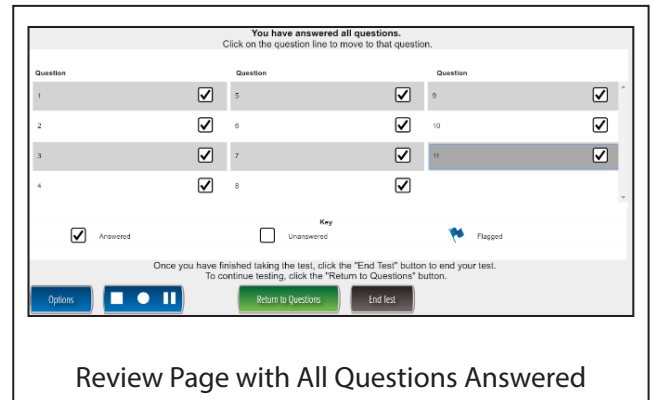 You have answered all questions.
Click on the question line to move to that question.
Question Question Question
1 5 9
2 6 10
3 7 11
4 8
Key
Answered Unanswered Flagged
Once you have finished taking the test, click the "End Test" button to end your test.
To continue testing, click the "Return to Questions" button.
Options Return to Questions End Test
Review Page with All Questions Answered